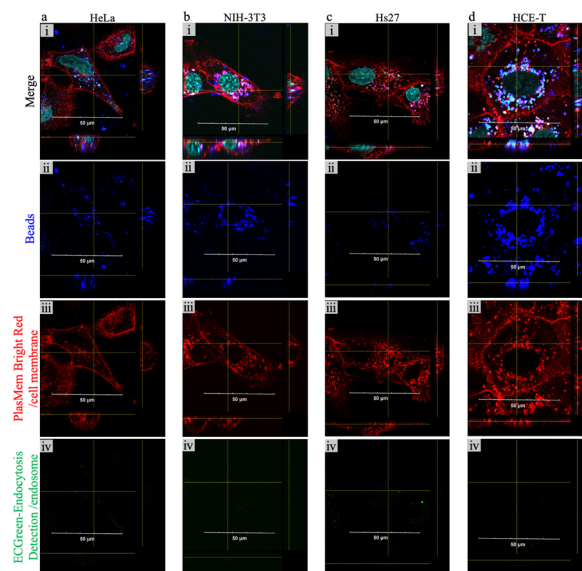 a HeLa b NIH-3T3 c Hs27 d HCE-T
Merge
i i i i
50 μm 50 μm 50 μm 50 μm
Beads
ii ii ii ii
50 μm 50 μm 50 μm 50 μm
PlasMem Bright Red
/cell membrane
iii iii iii iii
50 μm 50 μm 50 μm 50 μm
ECGreen-Endocytosis
Detection /endosome
iv iv iv iv
50 μm 50 μm 50 μm 50 μm